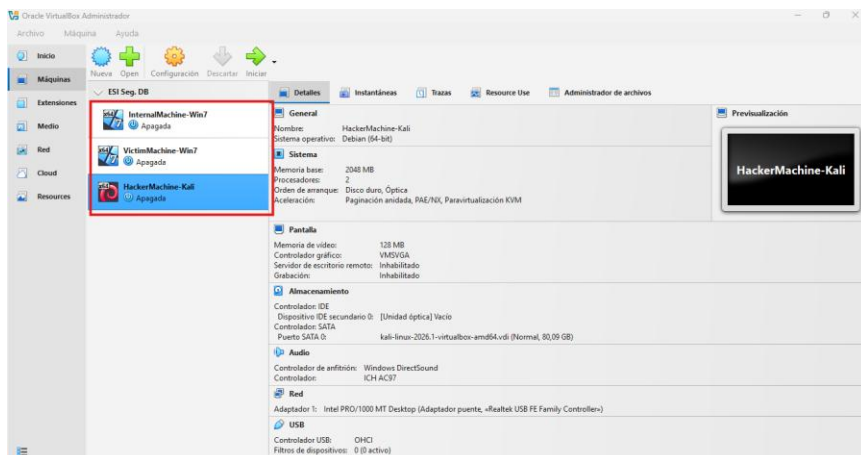 Oracle VirtualBox Administrador
Archivo Máquina Ayuda
Inicio
Máquinas
Extensiones
Medio
Red
Cloud
Resources
Nueva Open Configuración Descartar Iniciar
ESI Seg. DB
InternalMachine-Win7
Apagada
VictimMachine-Win7
Apagada
HackerMachine-Kali
Apagada
Detalles Instantáneas Trazas Resource Use Administrador de archivos
General
Nombre: HackerMachine-Kali
Sistema operativo: Debian (64-bit)
Sistema
Memoria base: 2048 MB
Procesadores: 2
Orden de arranque: Disco duro, Óptica
Aceleración: Paginación anidada, PAE/NX, Paravirtualización KVM
Pantalla
Memoria de vídeo: 128 MB
Controlador gráfico: VMSVGA
Servidor de escritorio remoto: Inhabilitado
Grabación: Inhabilitado
Almacenamiento
Controlador: IDE
Dispositivo IDE secundario 0: [Unidad óptica] Vacío
Controlador: SATA
Puerto SATA 0: kali-linux-2026.1-virtualbox-amd64.vdi (Normal, 80,09 GB)
Audio
Controlador de anfitrión: Windows DirectSound
Controlador: ICH AC97
Red
Adaptador 1: Intel PRO/1000 MT Desktop (Adaptador puente, «Realtek USB FE Family Controller»)
USB
Controlador USB: OHCI
Filtros de dispositivos: 0 (0 activo)
Previsualización
HackerMachine-Kali